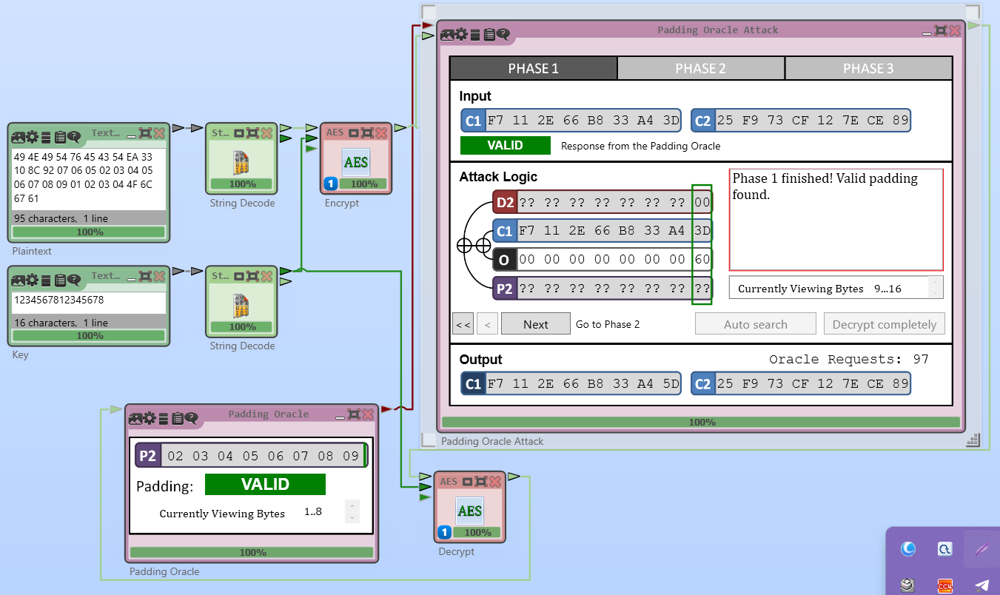 Padding Oracle Attack
PHASE 1 PHASE 2 PHASE 3
Input
C1 F7 11 2E 66 B8 33 A4 3D C2 25 F9 73 CF 12 7E CE 89
VALID Response from the Padding Oracle
Attack Logic
D2 ?? ?? ?? ?? ?? ?? ?? 00
C1 F7 11 2E 66 B8 33 A4 3D
O 00 00 00 00 00 00 00 60
P2 ?? ?? ?? ?? ?? ?? ?? ??
Phase 1 finished! Valid padding
found.
Currently Viewing Bytes 9...16
<< < Next Go to Phase 2 Auto search Decrypt completely
Output Oracle Requests: 97
C1 F7 11 2E 66 B8 33 A4 5D C2 25 F9 73 CF 12 7E CE 89
100%
Padding Oracle Attack
Text...
49 4E 49 54 76 45 43 54 EA 33
10 8C 92 07 06 05 02 03 04 05
06 07 08 09 01 02 03 04 4F 6C
67 61
95 characters, 1 line
100%
Plaintext
St...
100%
String Decode
AES
AES
1 100%
Encrypt
Text...
1234567812345678
16 characters, 1 line
100%
Key
St...
100%
String Decode
Padding Oracle
P2 02 03 04 05 06 07 08 09
Padding: VALID
Currently Viewing Bytes 1..8
100%
Padding Oracle
AES
AES
1 100%
Decrypt